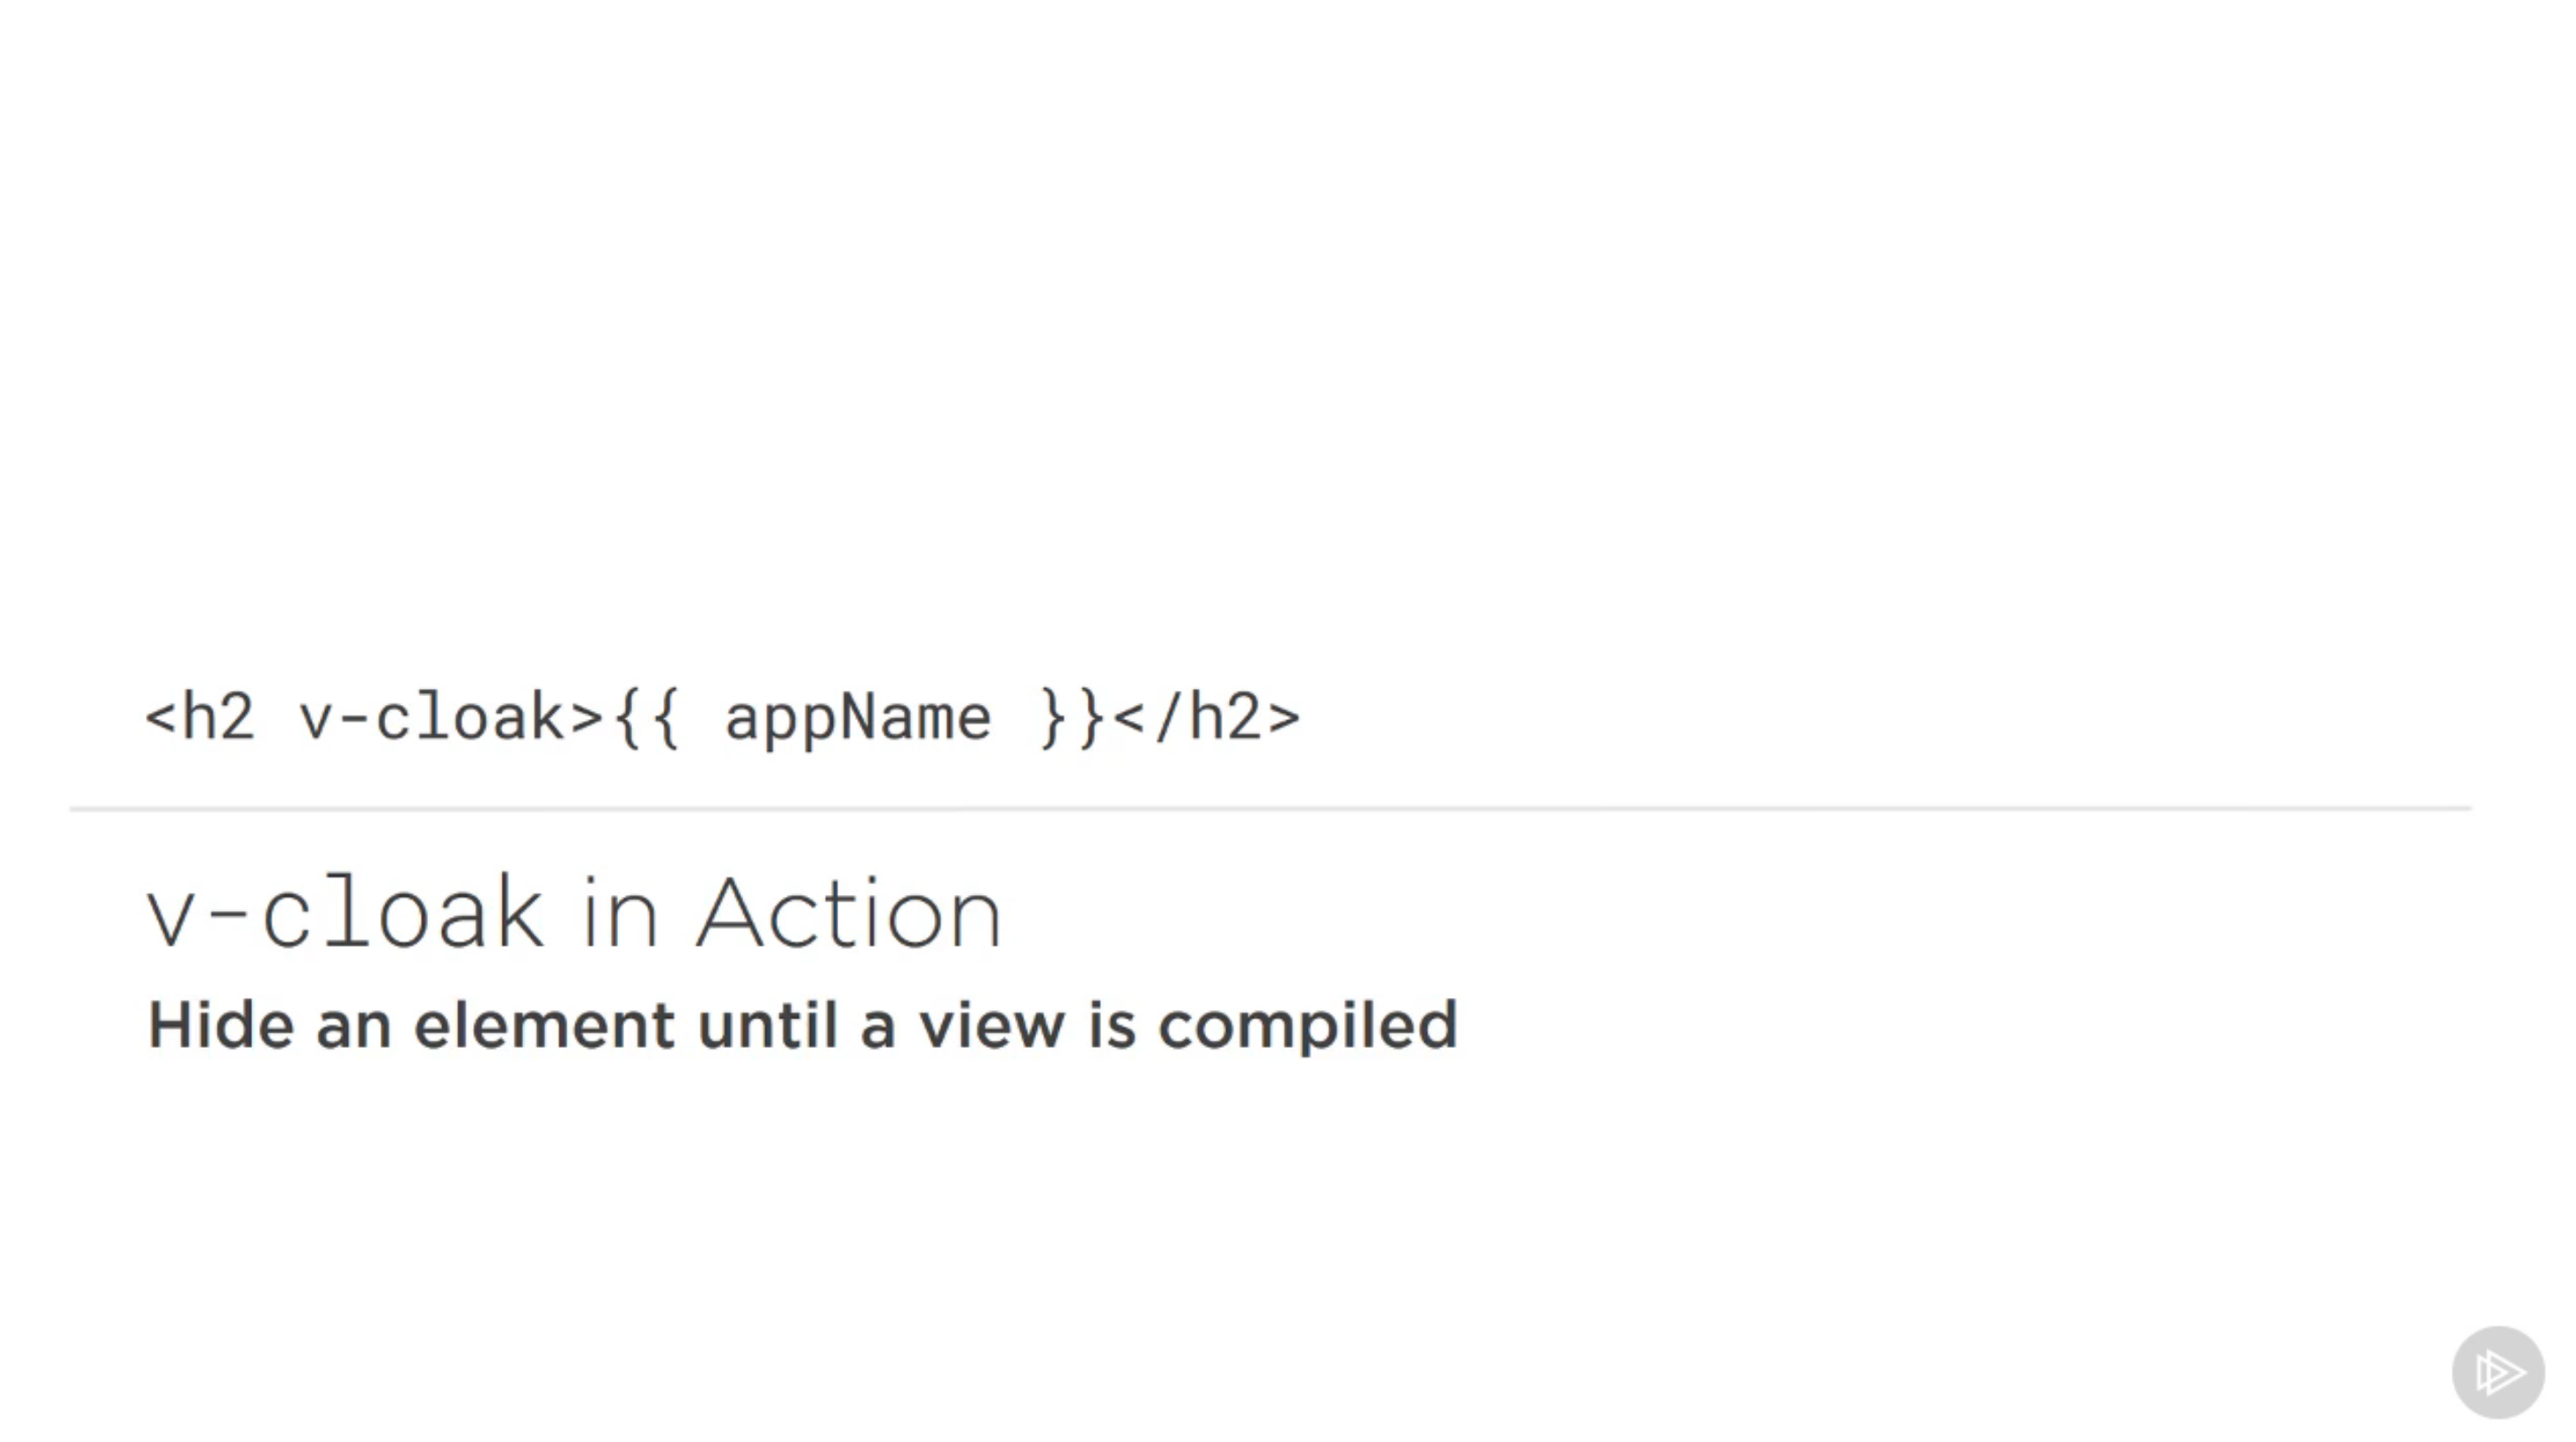 <h2 v-cloak>{{ appName }}</h2>
v-cloak in Action
Hide an element until a view is compiled